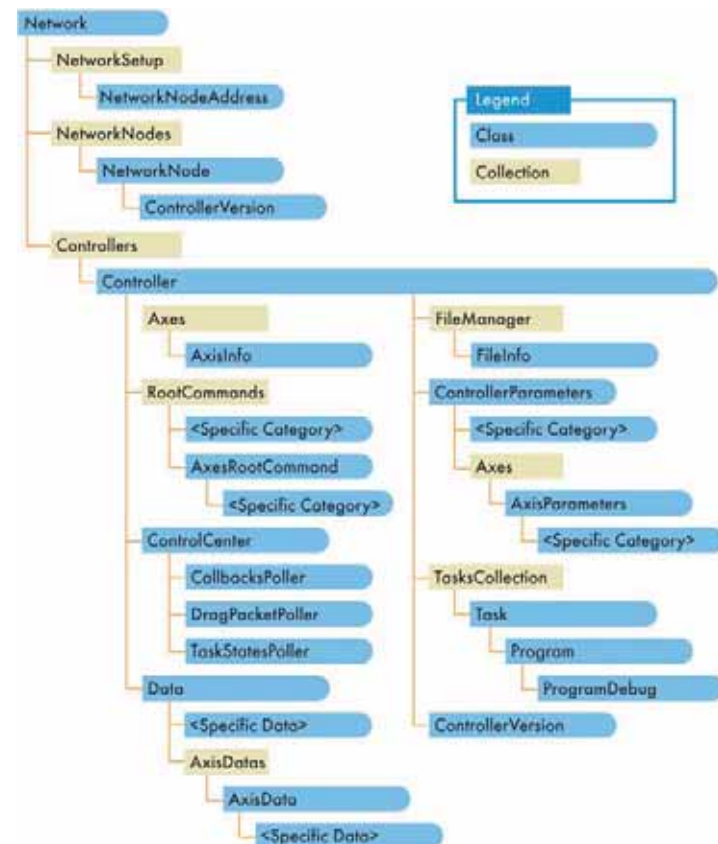 Network
NetworkSetup
NetworkNodeAddress
NetworkNodes
NetworkNode
ControllerVersion
Legend
Class
Collection
Controllers
Controller
Axes
AxisInfo
RootCommands
<Specific Category>
AxesRootCommand
<Specific Category>
ControlCenter
CallbacksPoller
DragPacketPoller
TaskStatesPoller
Data
<Specific Data>
AxisDatas
AxisData
<Specific Data>
FileManager
FileInfo
ControllerParameters
<Specific Category>
Axes
AxisParameters
<Specific Category>
TasksCollection
Task
Program
ProgramDebug
ControllerVersion